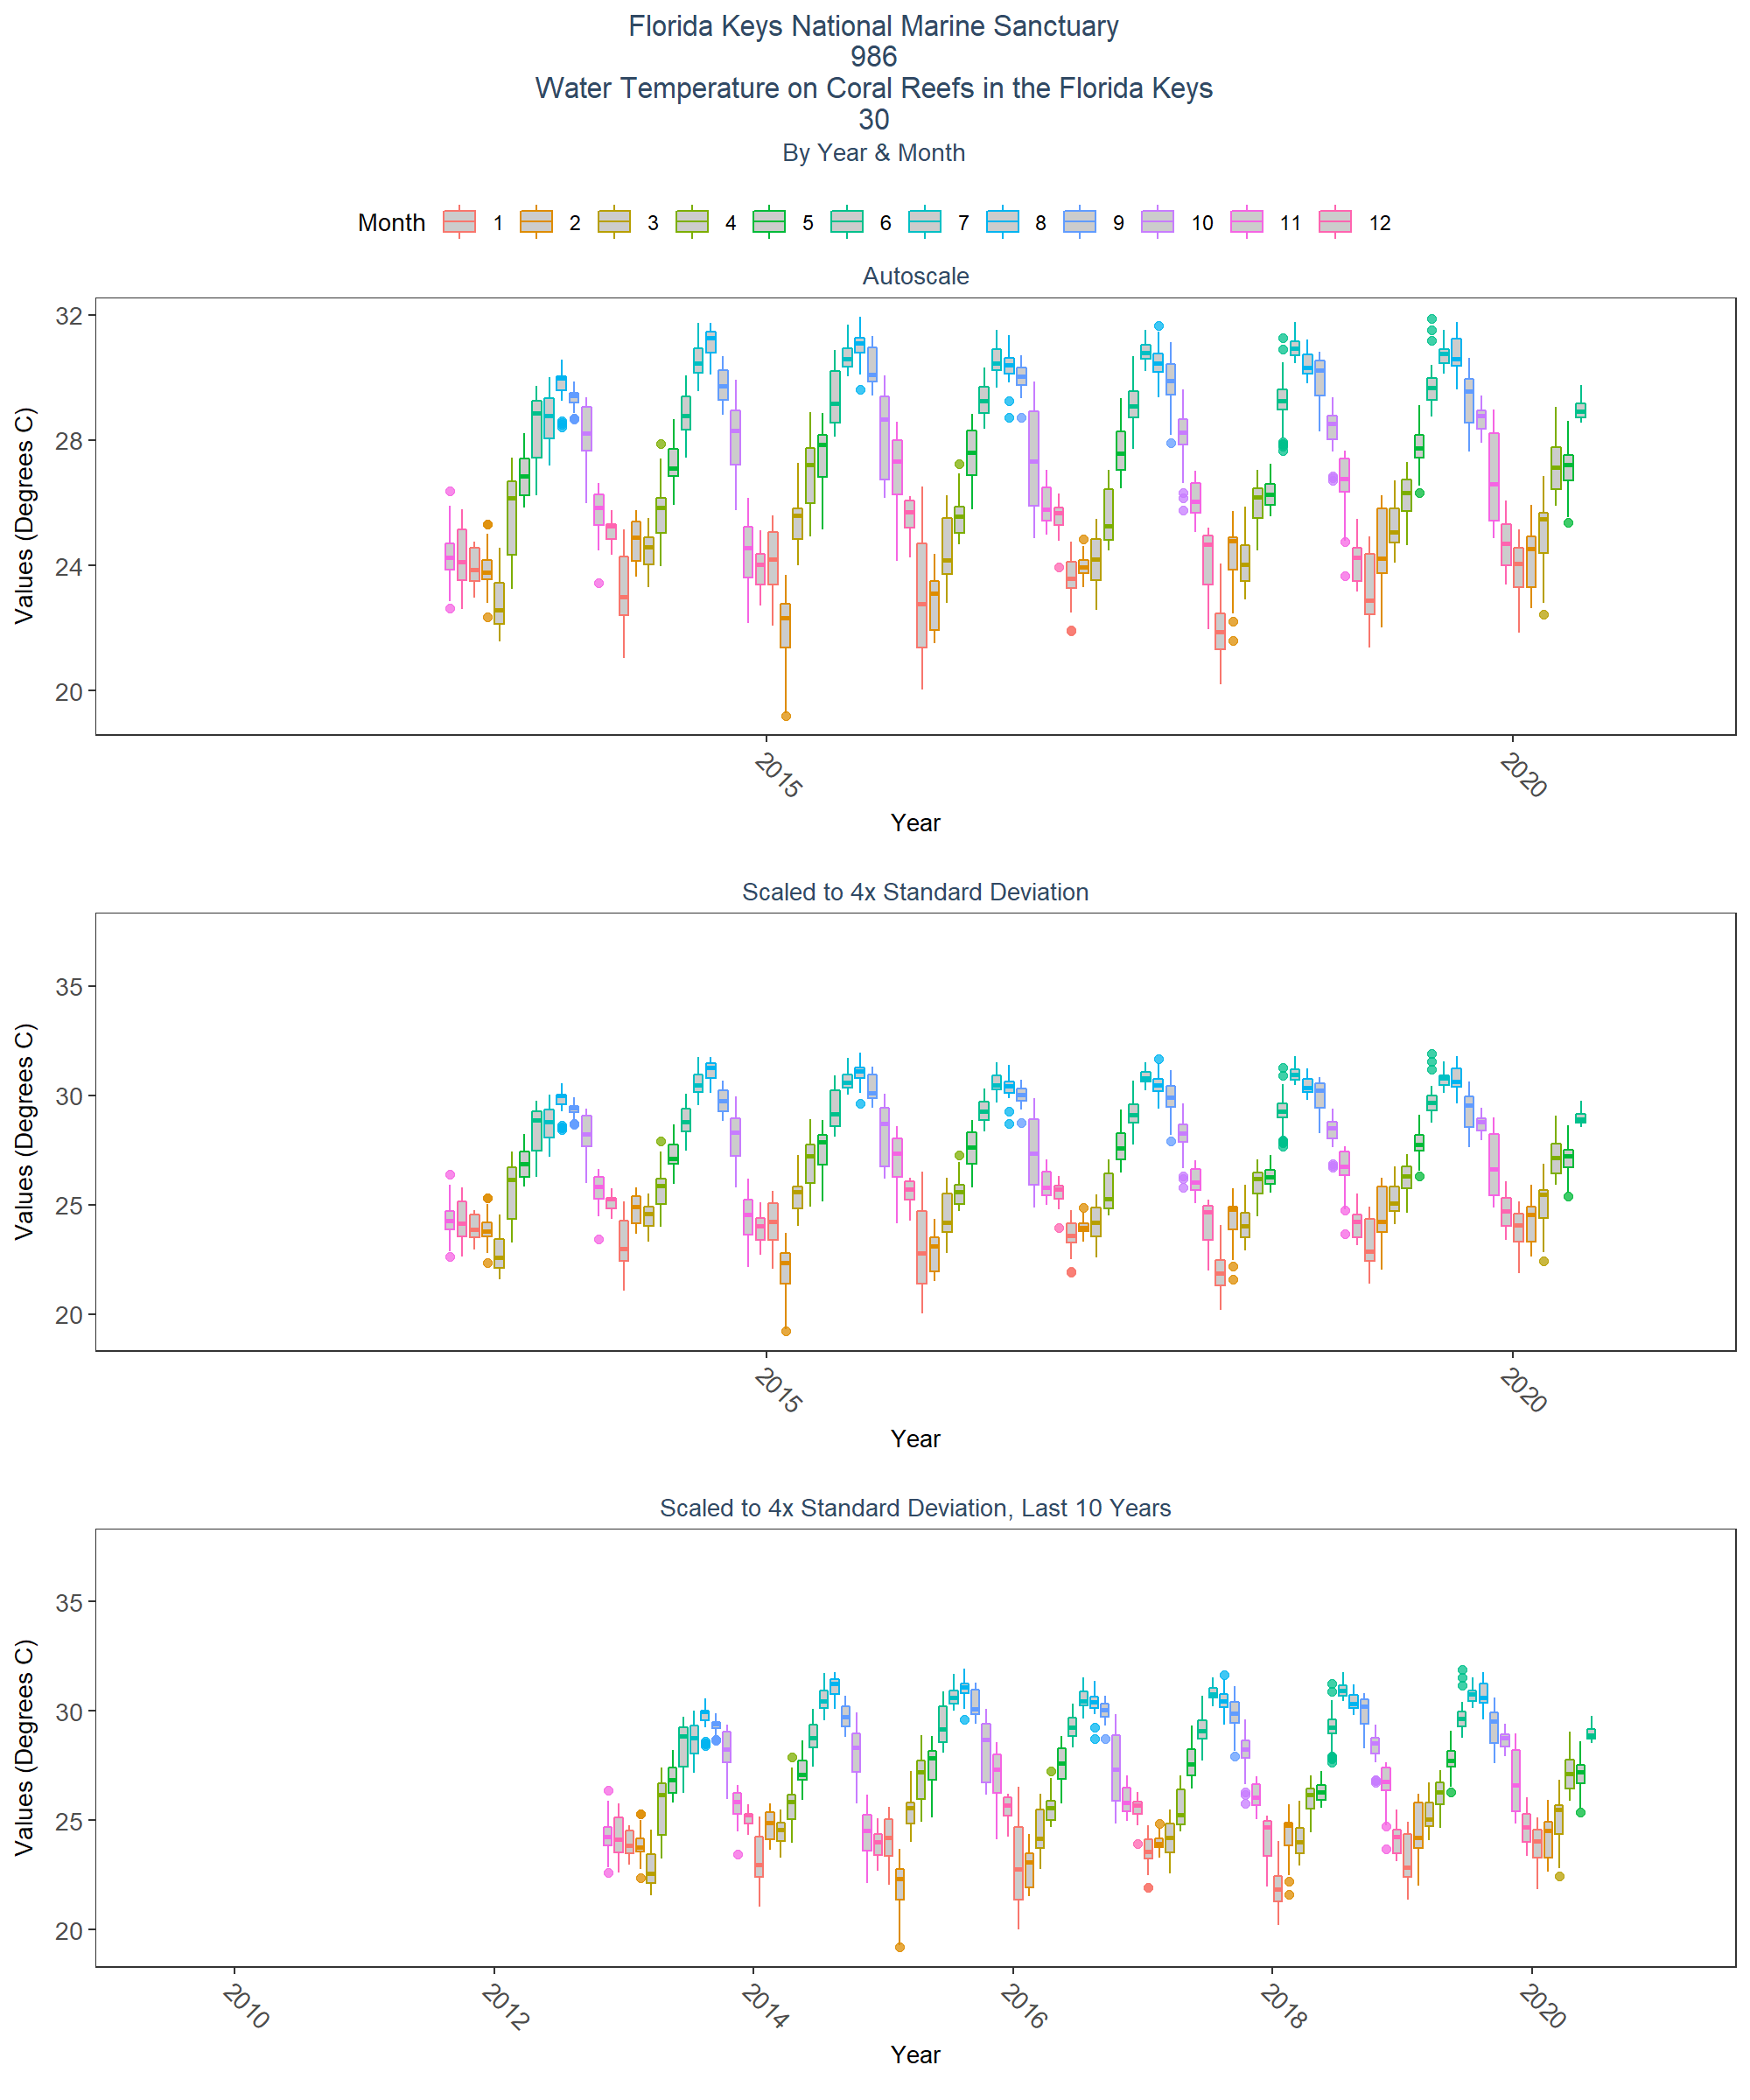 Florida Keys National Marine Sanctuary
986
Water Temperature on Coral Reefs in the Florida Keys
30
By Year & Month
Month 1 2 3 4 5 6 7 8 9 10 11 12
Autoscale
Values (Degrees C)
32
28
24
20
2015 2020
Year
Scaled to 4x Standard Deviation
Values (Degrees C)
35
30
25
20
2015 2020
Year
Scaled to 4x Standard Deviation, Last 10 Years
Values (Degrees C)
35
30
25
20
2010 2012 2014 2016 2018 2020
Year